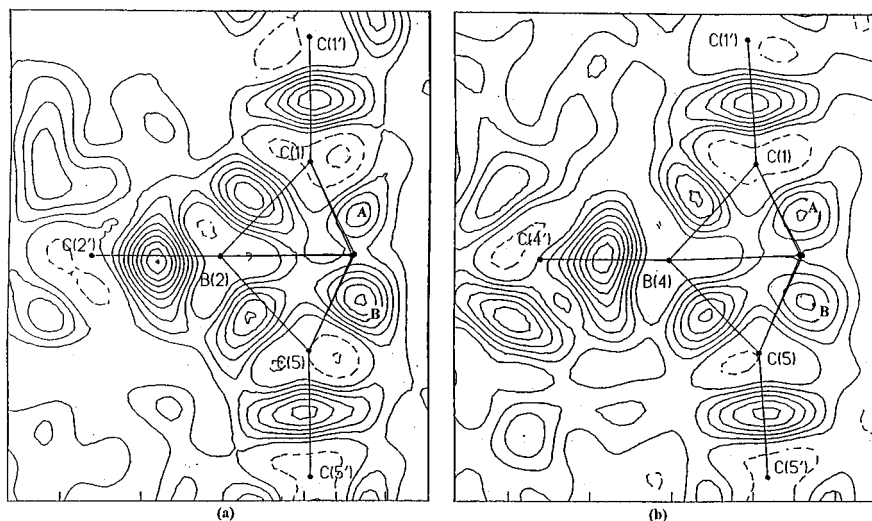 C(1')
C(1)
A
C(2')
B(2)
B
C(5)
C(5')
(a)
C(1')
C(1)
A
C(4')
B(4)
B
C(5)
C(5')
(b)